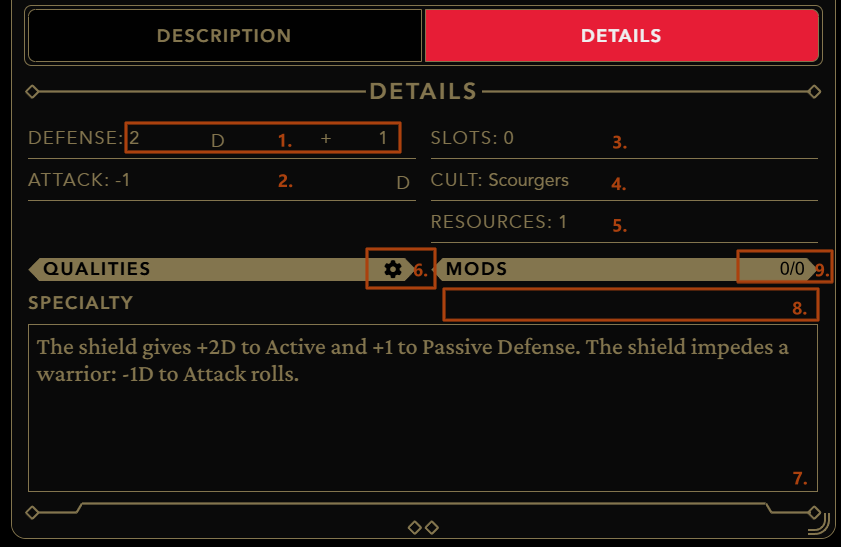 DESCRIPTION DETAILS
DETAILS
DEFENSE: 2 D 1. + 1 SLOTS: 0 3.
ATTACK: -1 2. D CULT: Scourgers 4.
RESOURCES: 1 5.
QUALITIES 6. MODS 0/0 9.
SPECIALTY 8.
The shield gives +2D to Active and +1 to Passive Defense. The shield impedes a
warrior: -1D to Attack rolls.
7.